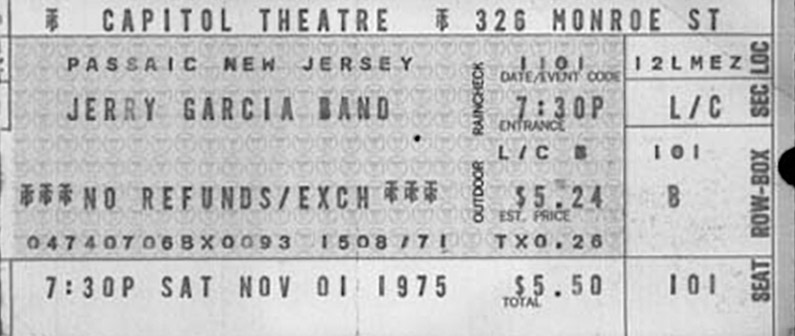 CAPITOL THEATRE 326 MONROE ST
PASSAIC NEW JERSEY 1101 12LMEZ
DATE/EVENT CODE
JERRY GARCIA BAND 7:30P L/C
ENTRANCE
L/C B 101
***NO REFUNDS/EXCH *** $5.24 B
EST. PRICE
04740706BX0093 1508 /71 TX0.26
7:30P SAT NOV 01 1975 $5.50 101
TOTAL
OUTDOOR RAINCHECK
SEAT ROW-BOX SEC LOC